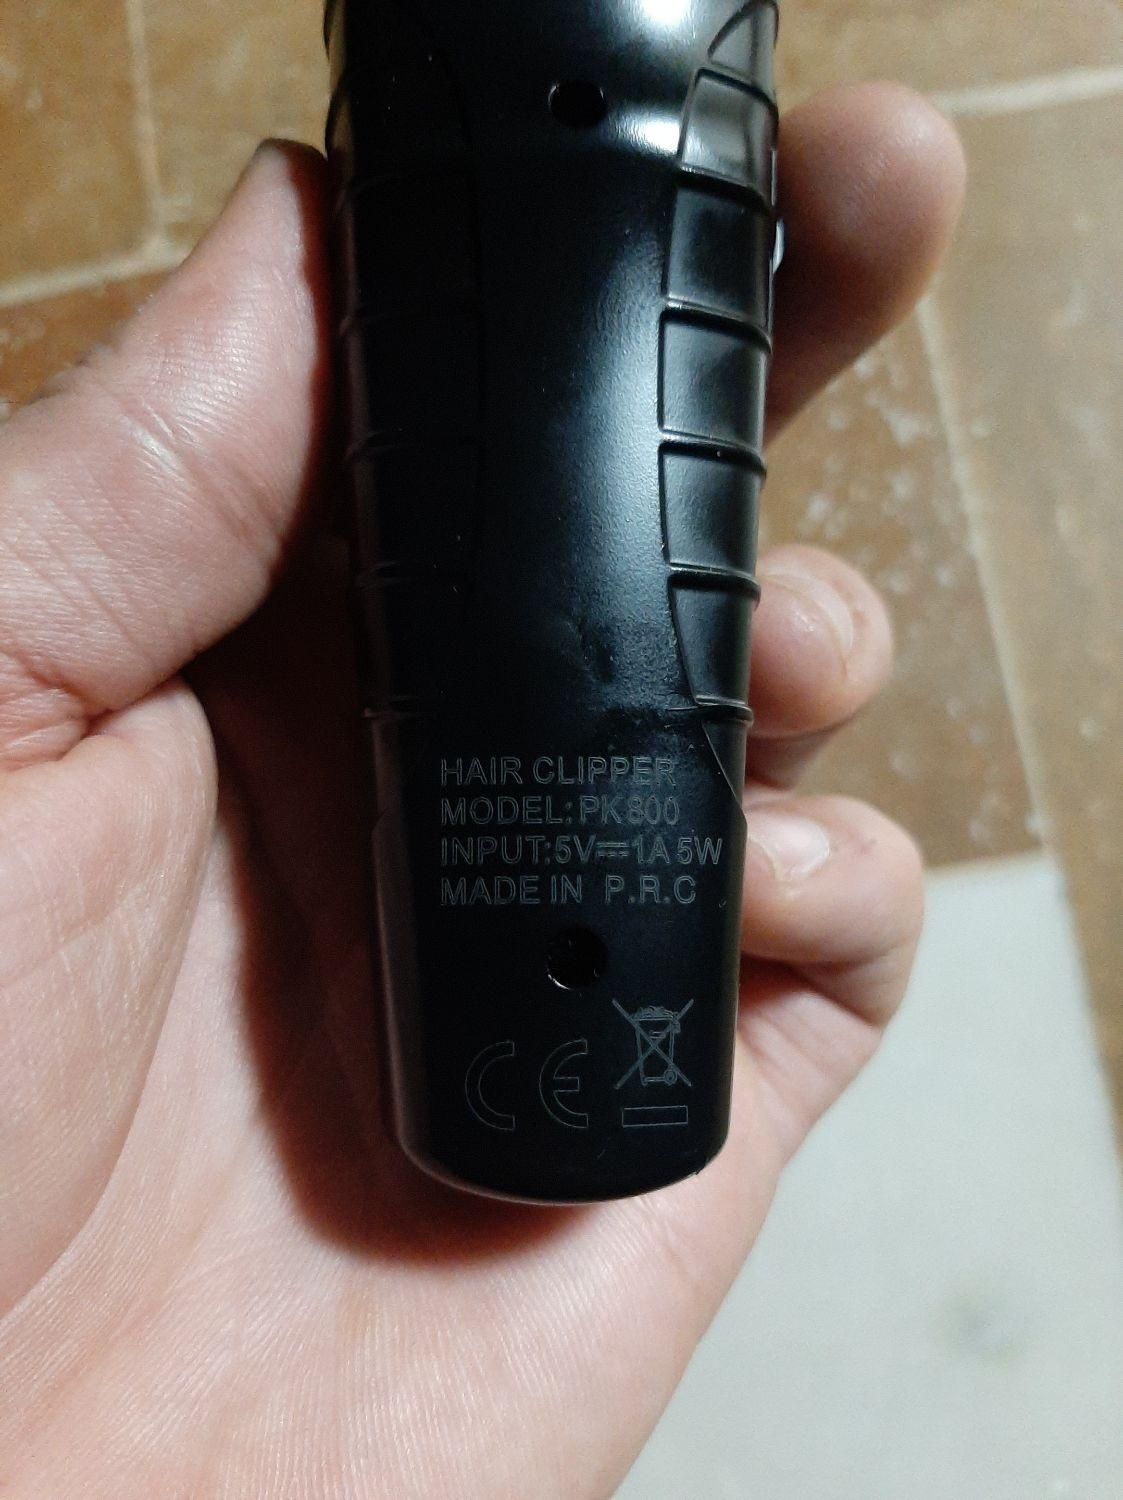 HAIR CLIPPER
MODEL: PK800
INPUT:5V⎓1A 5W
MADE IN P.R.C
CE